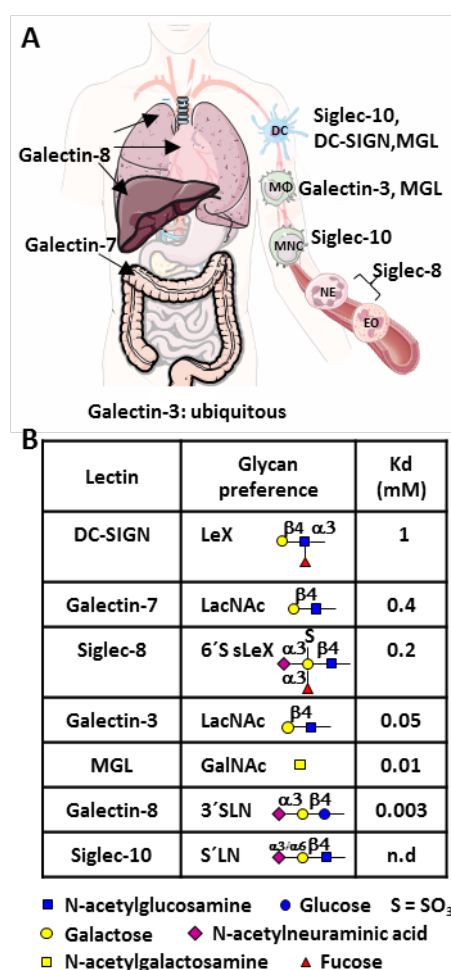 A
Siglec-10,
DC-SIGN,MGL
DC
Galectin-8
MΦ
Galectin-3, MGL
Galectin-7
MNC
Siglec-10
Siglec-8
NE
EO
Galectin-3: ubiquitous
B
Lectin Glycan preference Kd (mM)
DC-SIGN LeX β4 α3 1
Galectin-7 LacNAc β4 0.4
Siglec-8 6´S sLeX S α3 β4 α3 0.2
Galectin-3 LacNAc β4 0.05
MGL GalNAc 0.01
Galectin-8 3´SLN α3 β4 0.003
Siglec-10 S´LN α3/α6 β4 n.d
N-acetylglucosamine Glucose S = SO3
Galactose N-acetylneuraminic acid
N-acetylgalactosamine Fucose